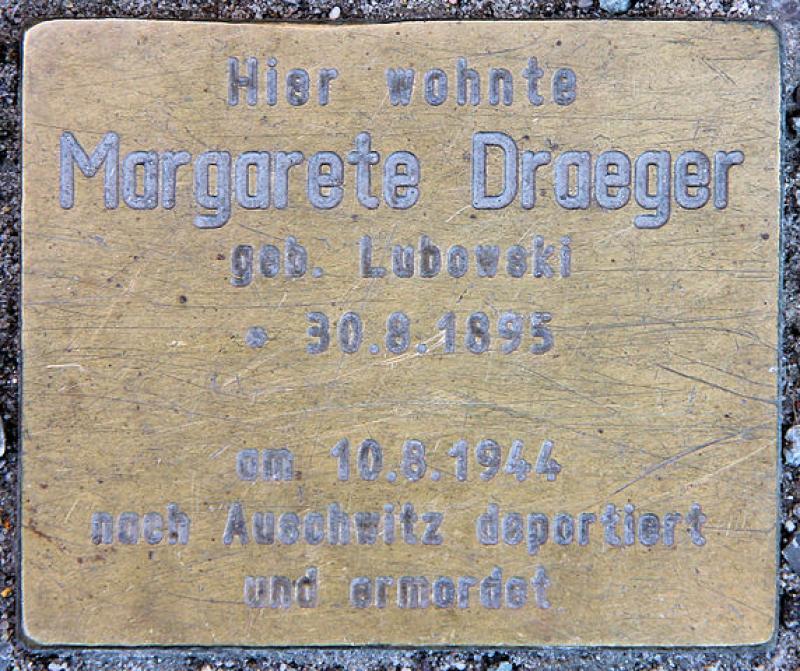 Hier wohnte
Margarete Draeger
geb. Lubowski
* 30.8.1895
am 10.8.1944
nach Auschwitz deportiert
und ermordet